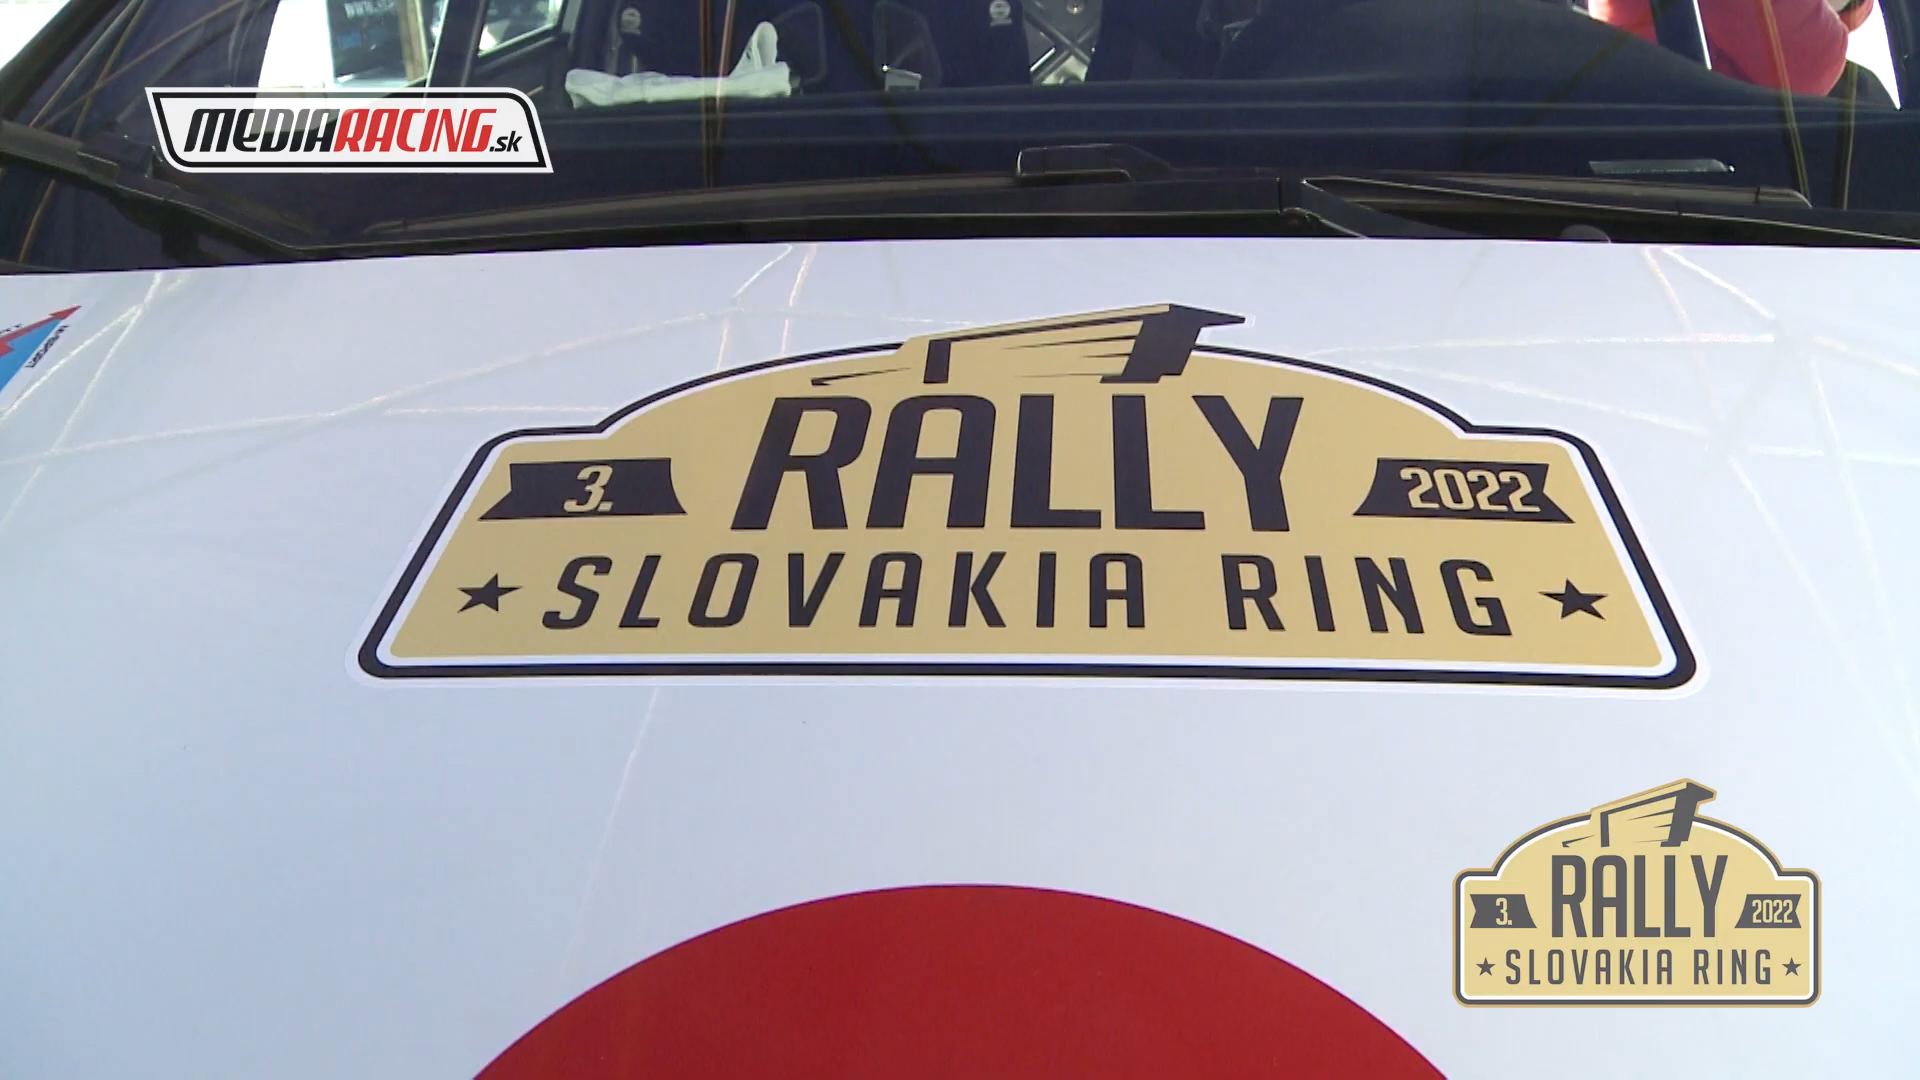 MEDIARACING.sk
RALLY
3.
2022
SLOVAKIA RING
RALLY
3.
2022
SLOVAKIA RING